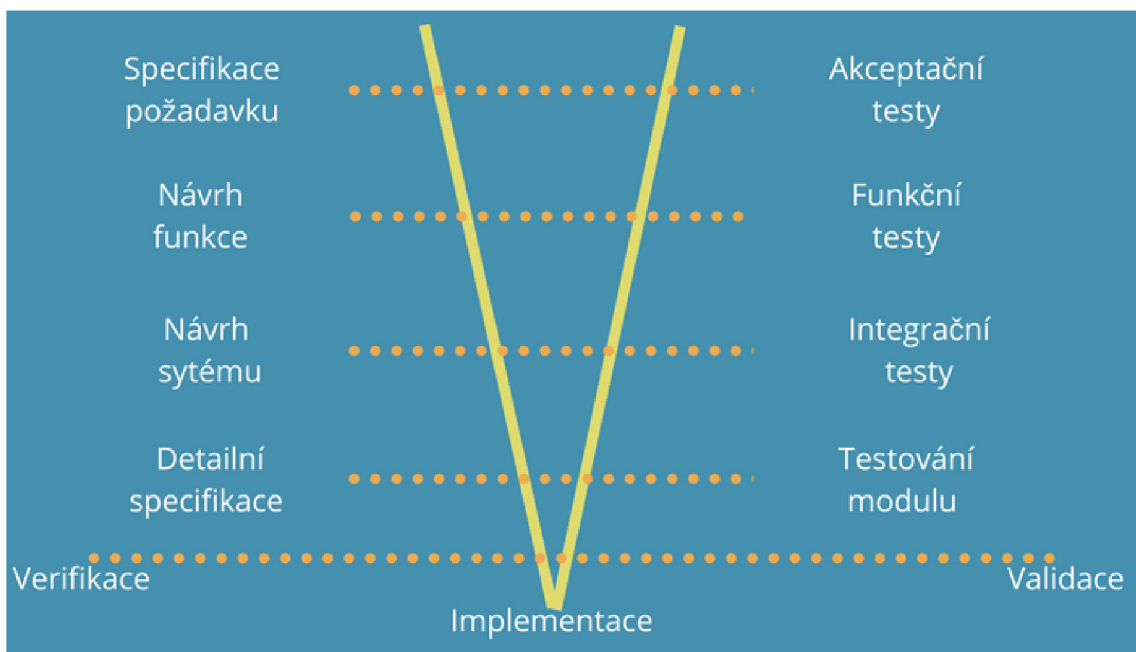 Specifikace
požadavku
Akceptační
testy
Návrh
funkce
Funkční
testy
Návrh
sytému
Integrační
testy
Detailní
specifikace
Testování
modulu
Verifikace
Validace
Implementace